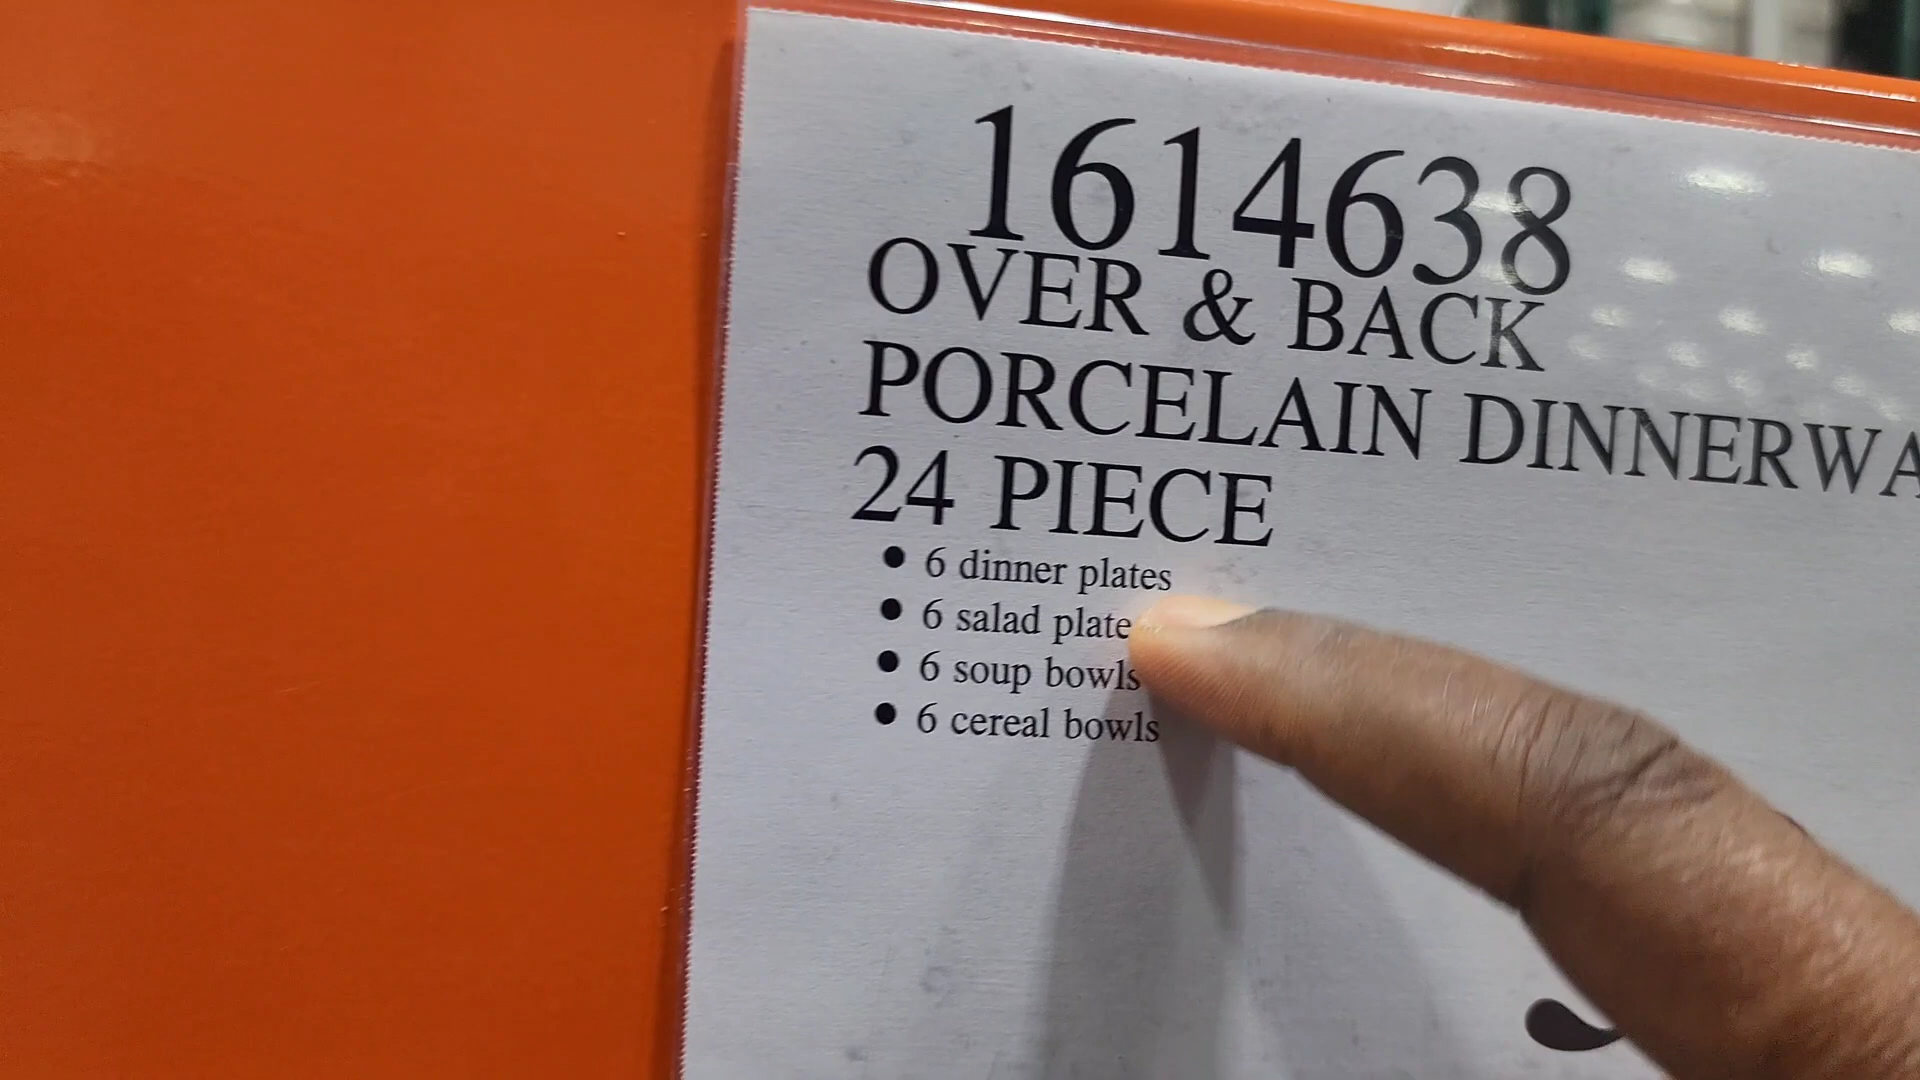 1614638
OVER & BACK
PORCELAIN DINNERWA
24 PIECE
• 6 dinner plates
• 6 salad plate
• 6 soup bowls
• 6 cereal bowls